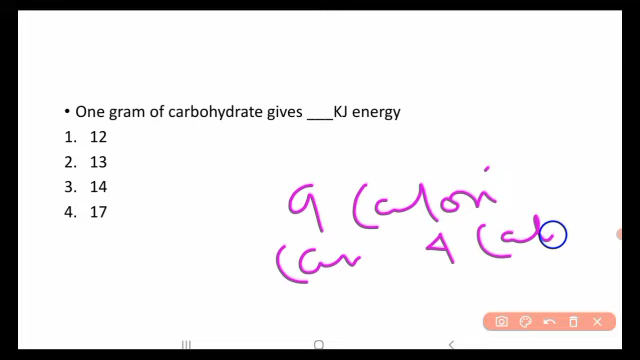 • One gram of carbohydrate gives ___KJ energy
1. 12
2. 13
3. 14
4. 17
9 Calori
Car 4 Cal